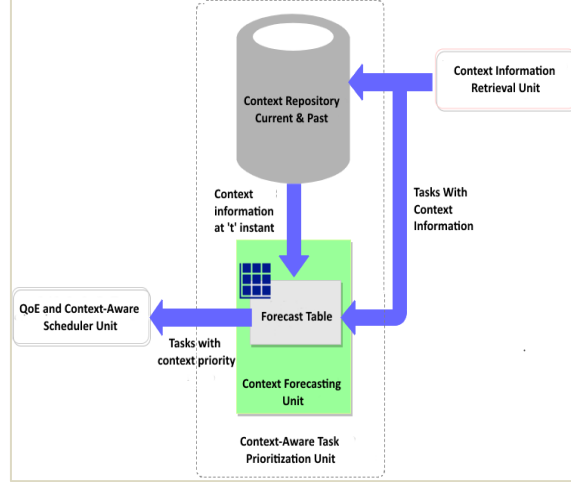 Context Repository
Current & Past
Context Information
Retrieval Unit
Context
information
at 't' instant
Tasks With
Context
Information
QoE and Context-Aware
Scheduler Unit
Forecast Table
Tasks with
context priority
Context Forecasting
Unit
Context-Aware Task
Prioritization Unit